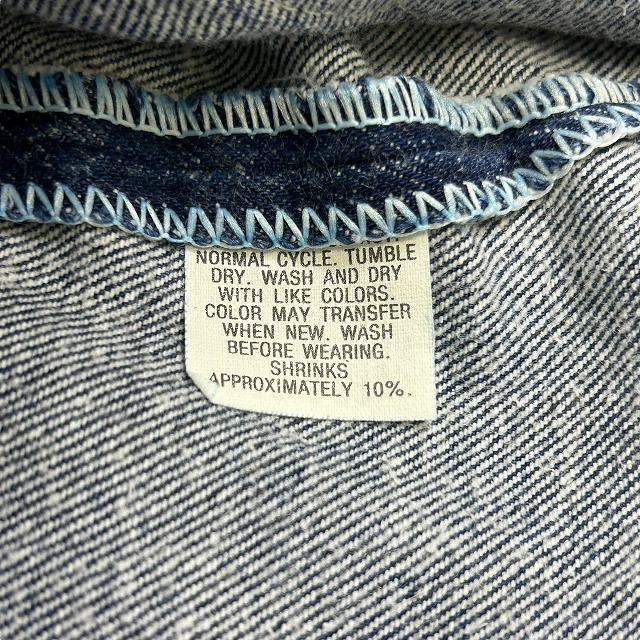 NORMAL CYCLE. TUMBLE
DRY. WASH AND DRY
WITH LIKE COLORS.
COLOR MAY TRANSFER
WHEN NEW. WASH
BEFORE WEARING.
SHRINKS
APPROXIMATELY 10%.